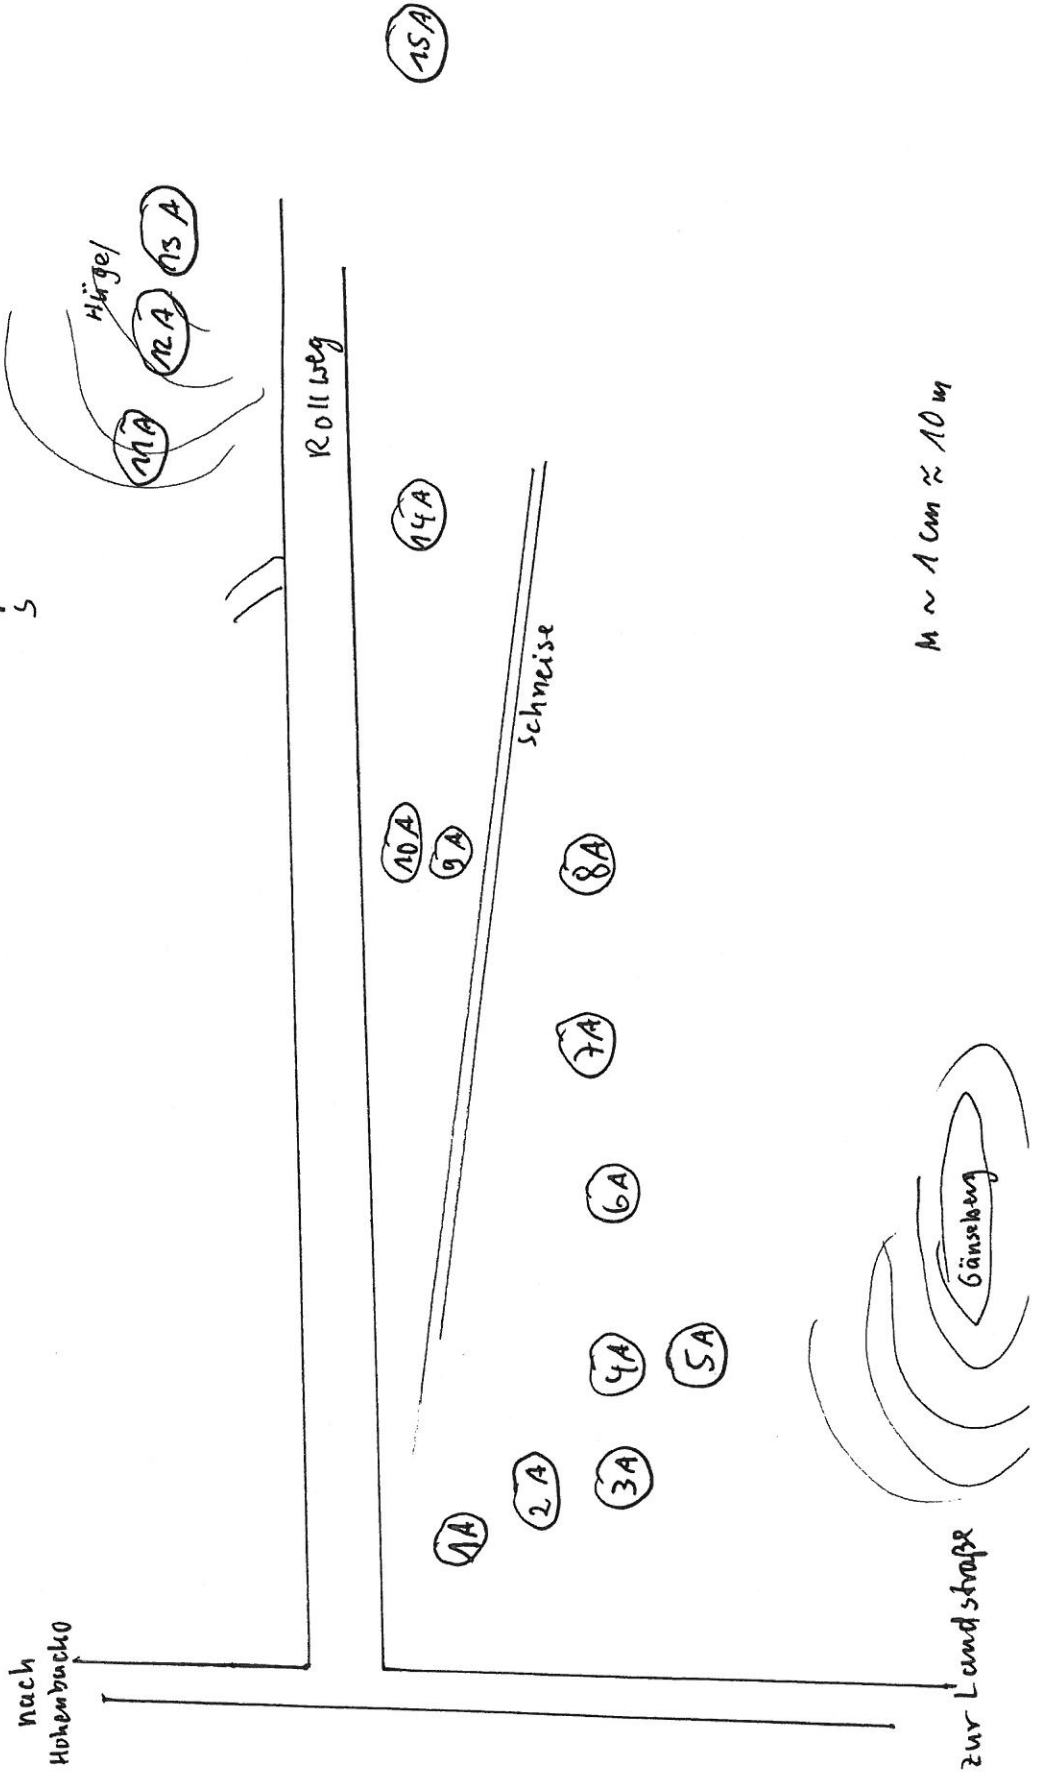 nach
Hohenbucko
zur Landstraße
1A
2A
3A
4A
5A
6A
7A
8A
9A
10A
Schneise
14A
Rollweg
11A
12A
13A
Hügel
15A
Gänseberg
M ~ 1 cm ≈ 10 m